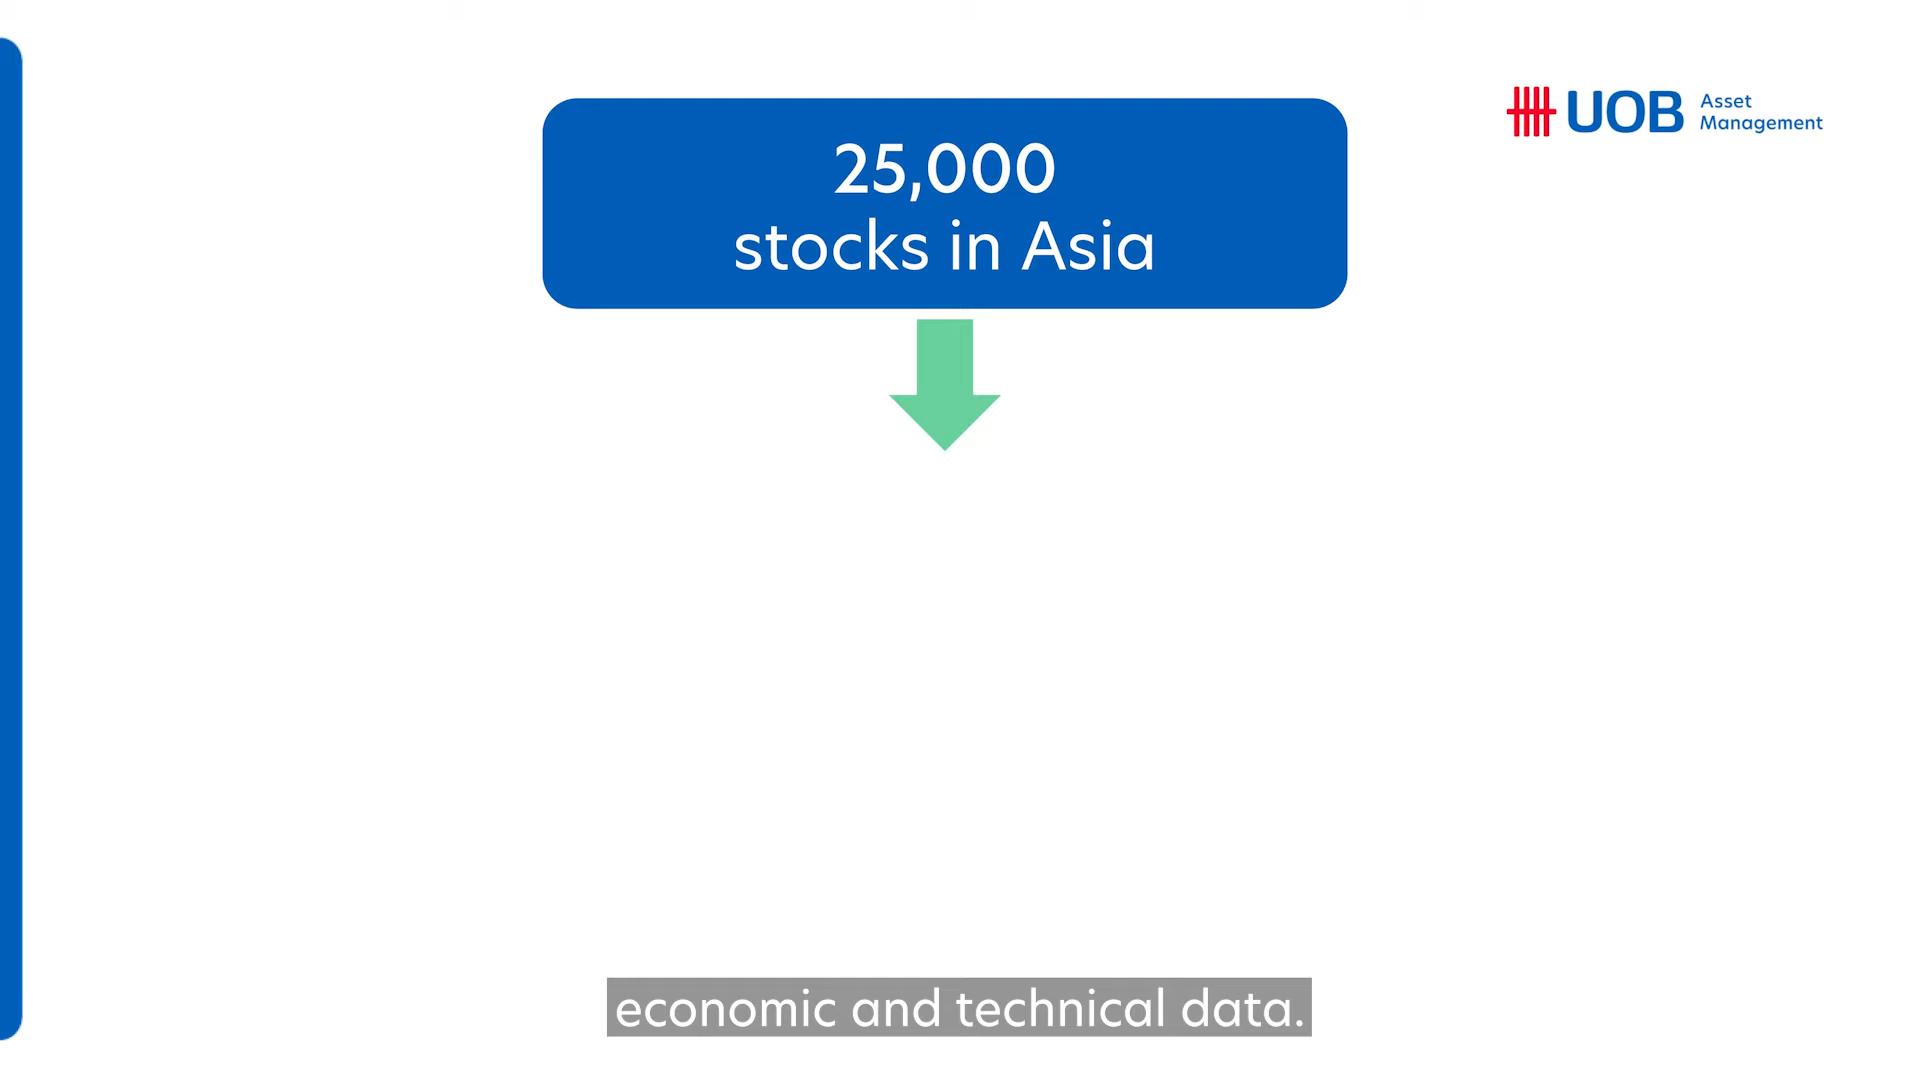 25,000
stocks in Asia
UOB Asset
Management
economic and technical data.